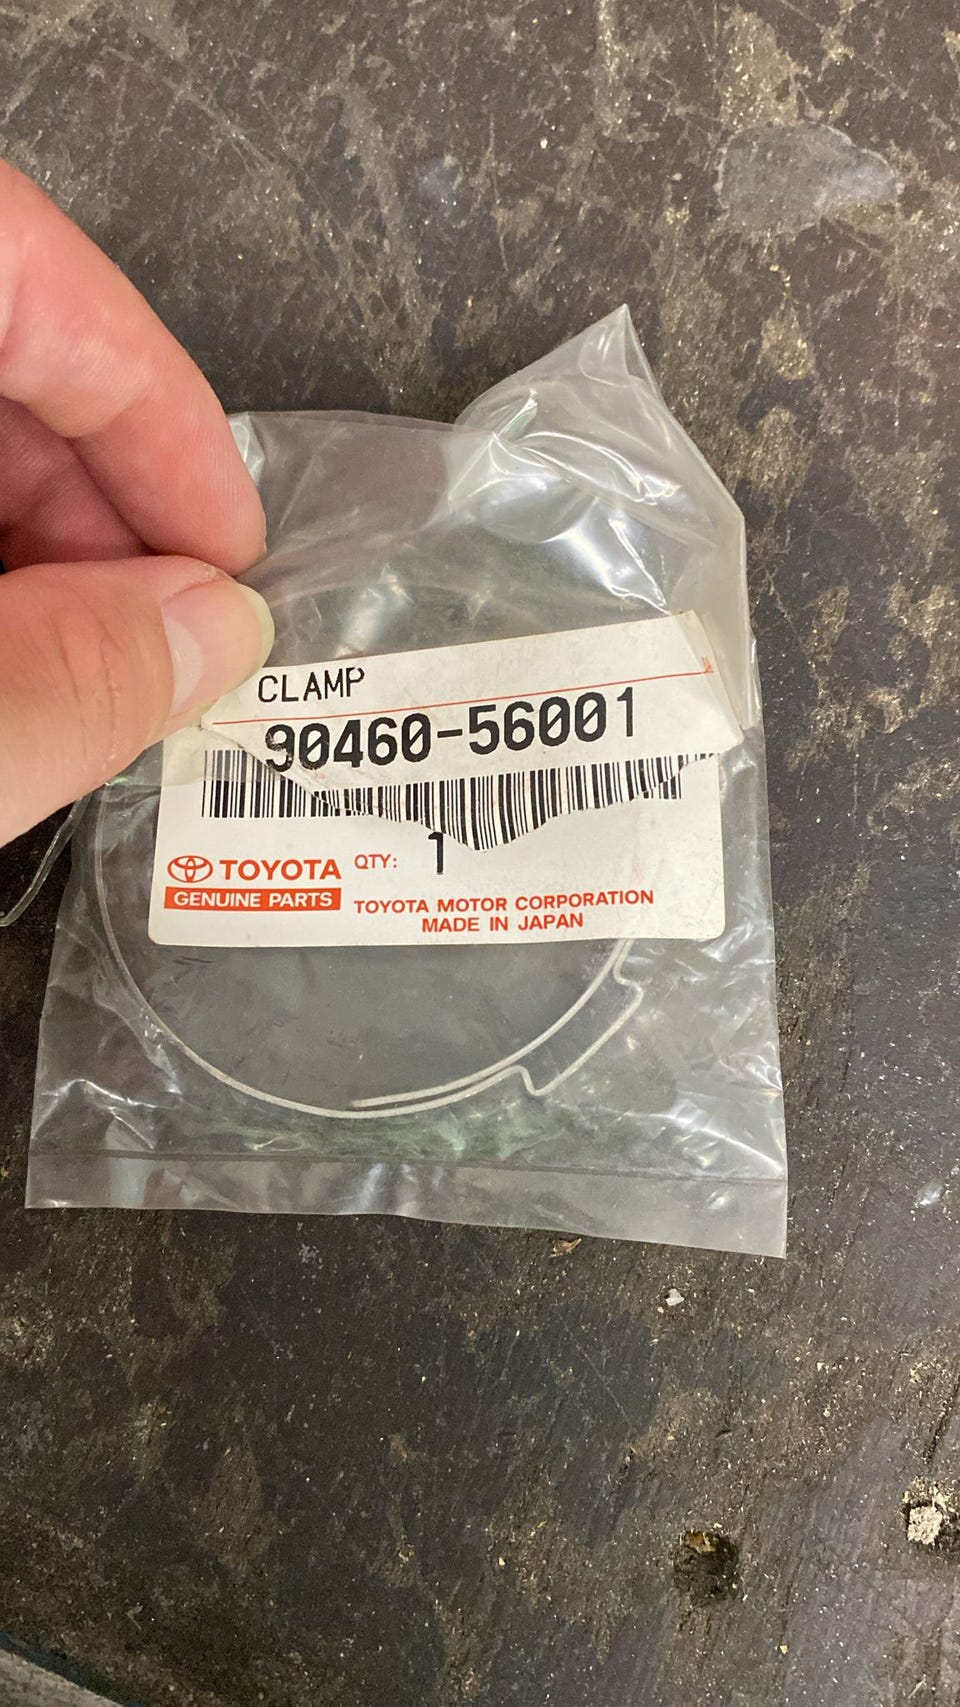 CLAMP
90460-56001
QTY: 1
TOYOTA
GENUINE PARTS
TOYOTA MOTOR CORPORATION
MADE IN JAPAN